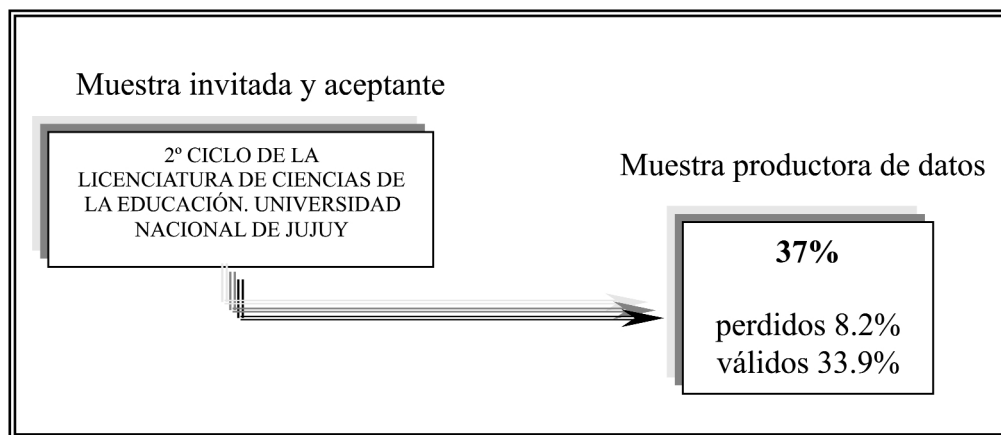 Muestra invitada y aceptante
2º CICLO DE LA
LICENCIATURA DE CIENCIAS DE
LA EDUCACIÓN. UNIVERSIDAD
NACIONAL DE JUJUY
Muestra productora de datos
37%
perdidos 8.2%
válidos 33.9%